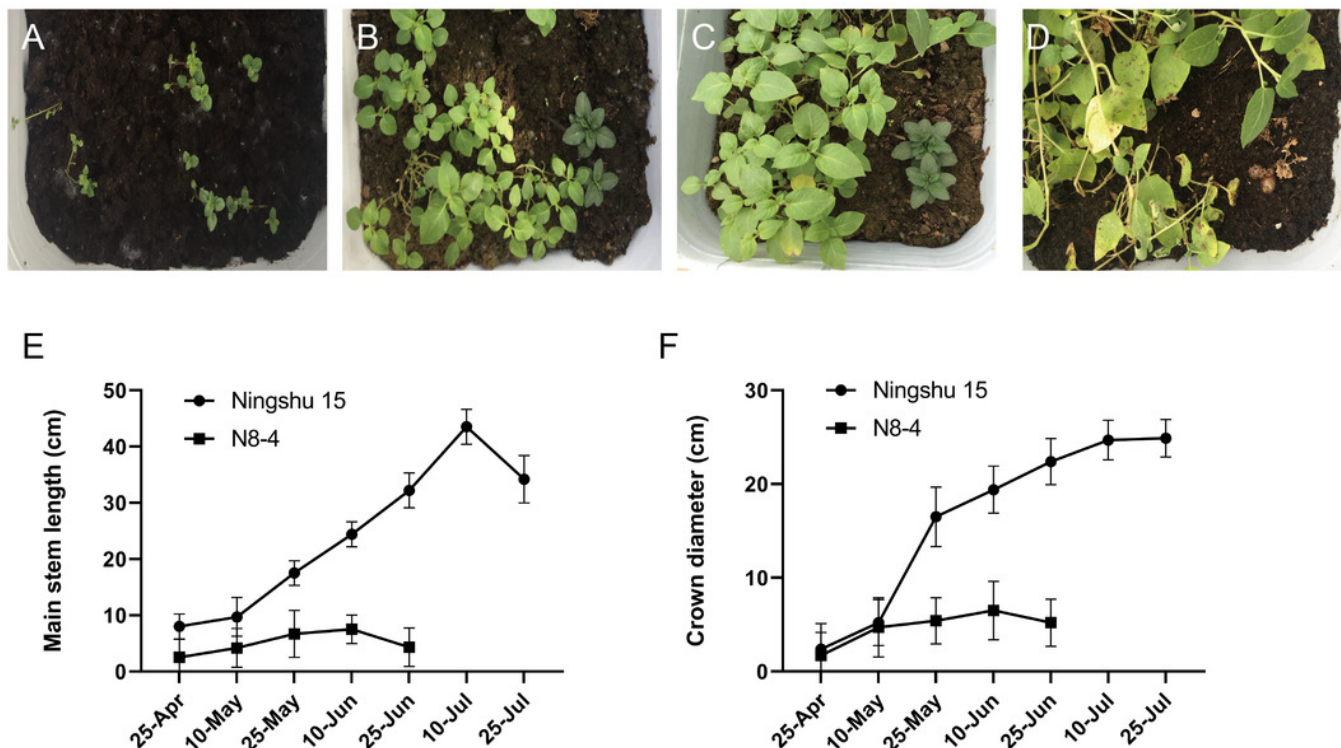 A
B
C
D
E
Main stem length (cm)
50
40
30
20
10
0
Ningshu 15
N8-4
25-Apr
10-May
25-May
10-Jun
25-Jun
10-Jul
25-Jul
F
Crown diameter (cm)
30
20
10
0
Ningshu 15
N8-4
25-Apr
10-May
25-May
10-Jun
25-Jun
10-Jul
25-Jul